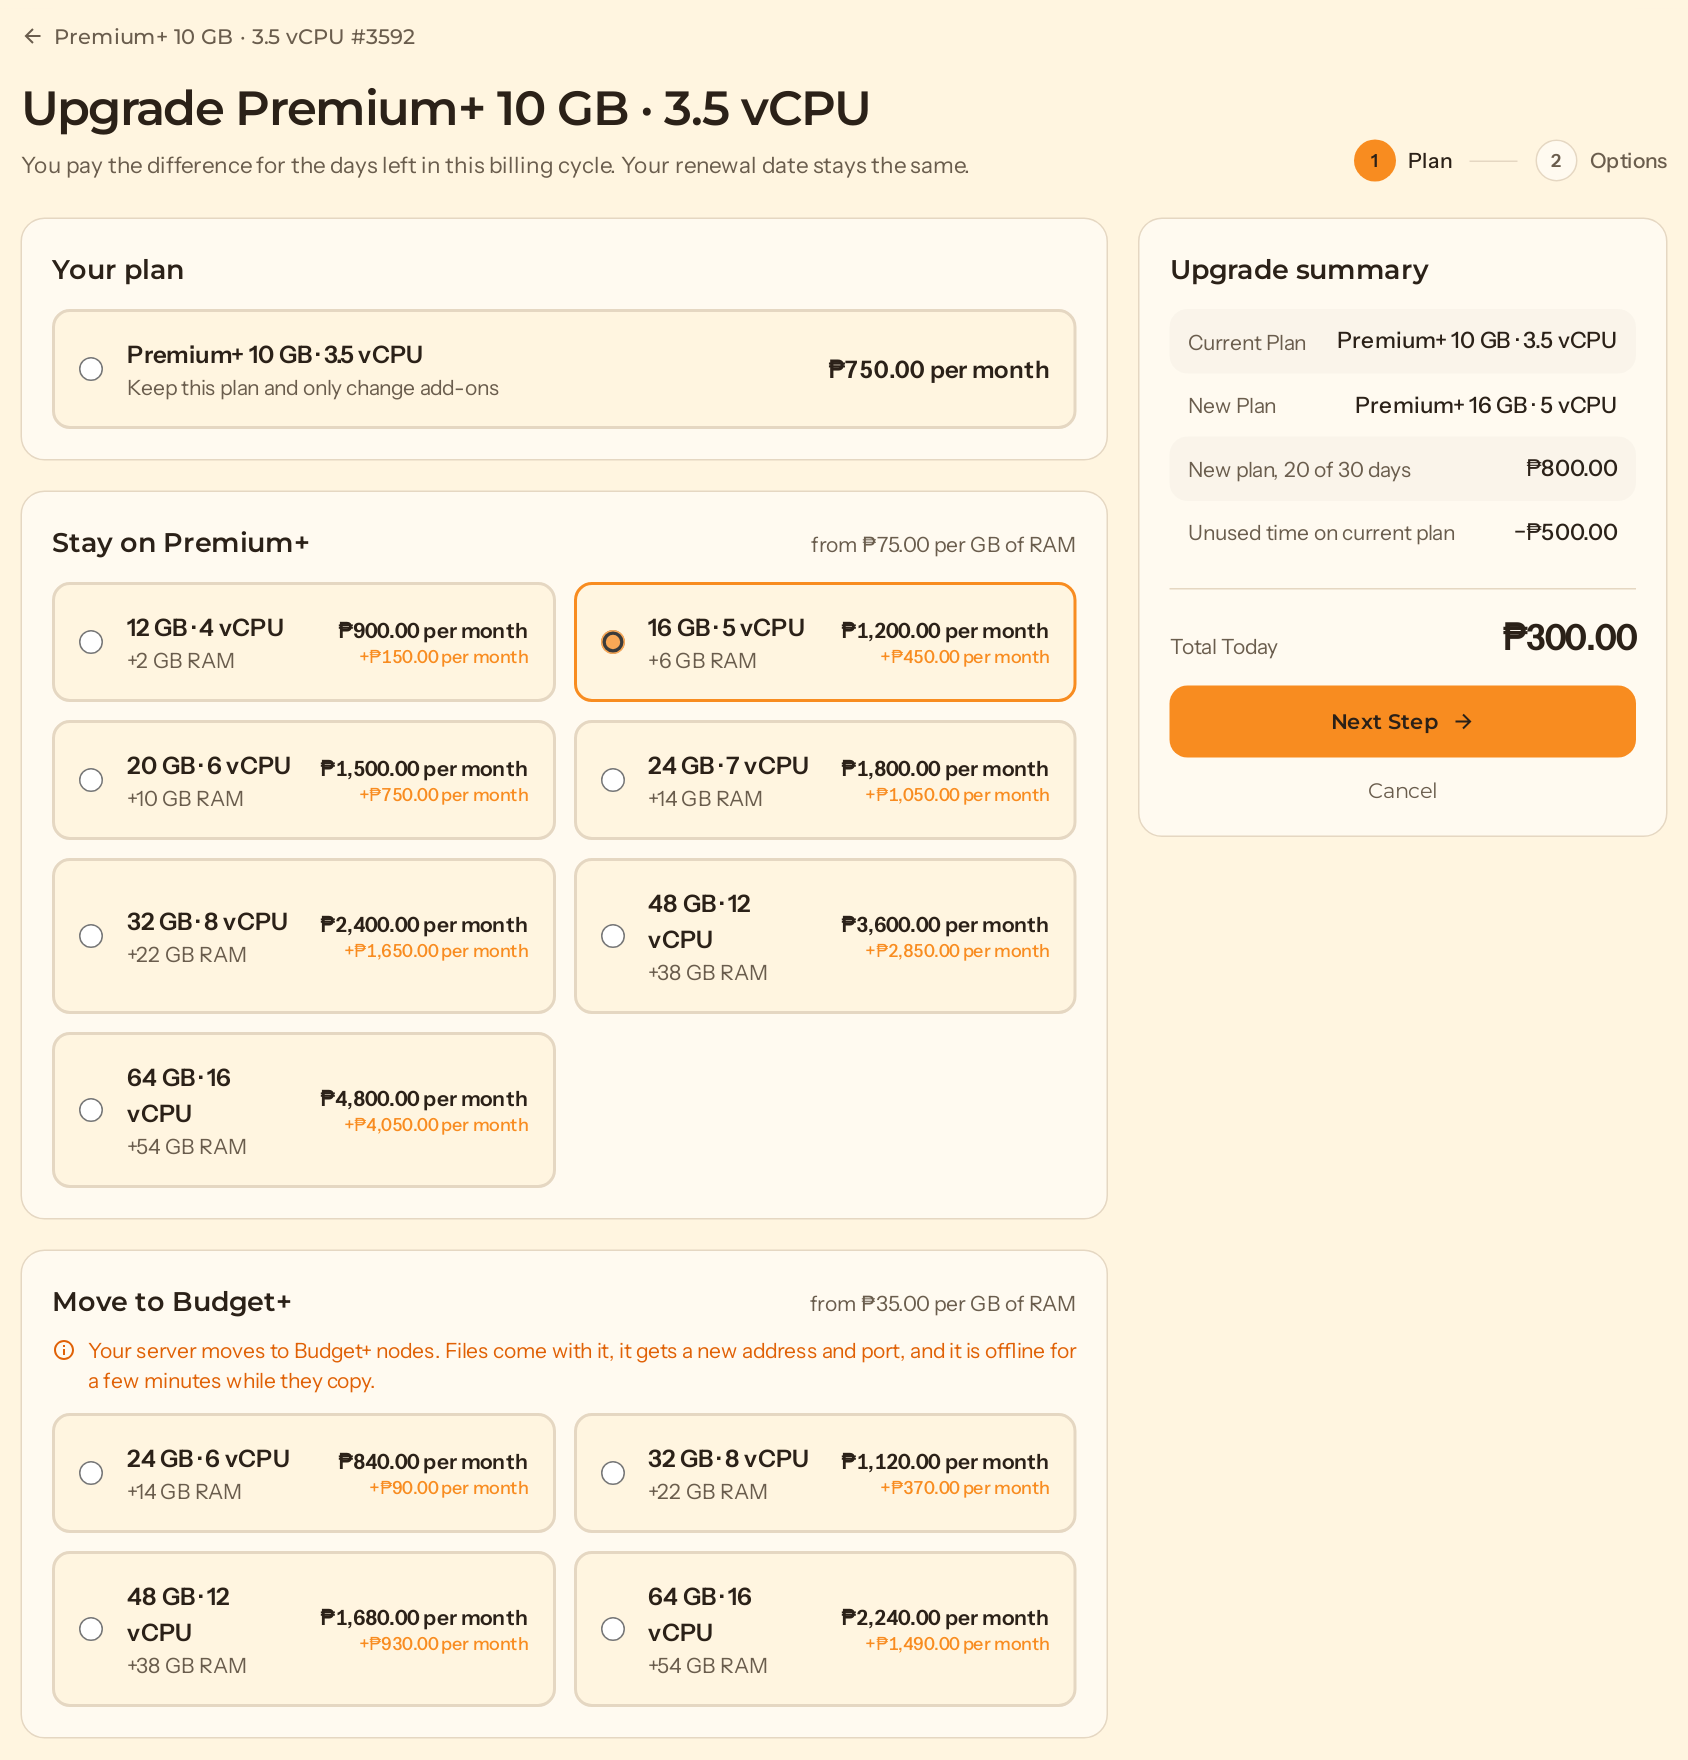 ← Premium+ 10 GB · 3.5 vCPU #3592
Upgrade Premium+ 10 GB · 3.5 vCPU
You pay the difference for the days left in this billing cycle. Your renewal date stays the same.
1 Plan 2 Options
Your plan
Premium+ 10 GB · 3.5 vCPU
Keep this plan and only change add-ons
₱750.00 per month
Stay on Premium+
from ₱75.00 per GB of RAM
12 GB · 4 vCPU
+2 GB RAM
₱900.00 per month
+₱150.00 per month
16 GB · 5 vCPU
+6 GB RAM
₱1,200.00 per month
+₱450.00 per month
20 GB · 6 vCPU
+10 GB RAM
₱1,500.00 per month
+₱750.00 per month
24 GB · 7 vCPU
+14 GB RAM
₱1,800.00 per month
+₱1,050.00 per month
32 GB · 8 vCPU
+22 GB RAM
₱2,400.00 per month
+₱1,650.00 per month
48 GB · 12
vCPU
+38 GB RAM
₱3,600.00 per month
+₱2,850.00 per month
64 GB · 16
vCPU
+54 GB RAM
₱4,800.00 per month
+₱4,050.00 per month
Move to Budget+
from ₱35.00 per GB of RAM
Your server moves to Budget+ nodes. Files come with it, it gets a new address and port, and it is offline for
a few minutes while they copy.
24 GB · 6 vCPU
+14 GB RAM
₱840.00 per month
+₱90.00 per month
32 GB · 8 vCPU
+22 GB RAM
₱1,120.00 per month
+₱370.00 per month
48 GB · 12
vCPU
+38 GB RAM
₱1,680.00 per month
+₱930.00 per month
64 GB · 16
vCPU
+54 GB RAM
₱2,240.00 per month
+₱1,490.00 per month
Upgrade summary
Current Plan Premium+ 10 GB · 3.5 vCPU
New Plan Premium+ 16 GB · 5 vCPU
New plan, 20 of 30 days ₱800.00
Unused time on current plan −₱500.00
Total Today ₱300.00
Next Step →
Cancel